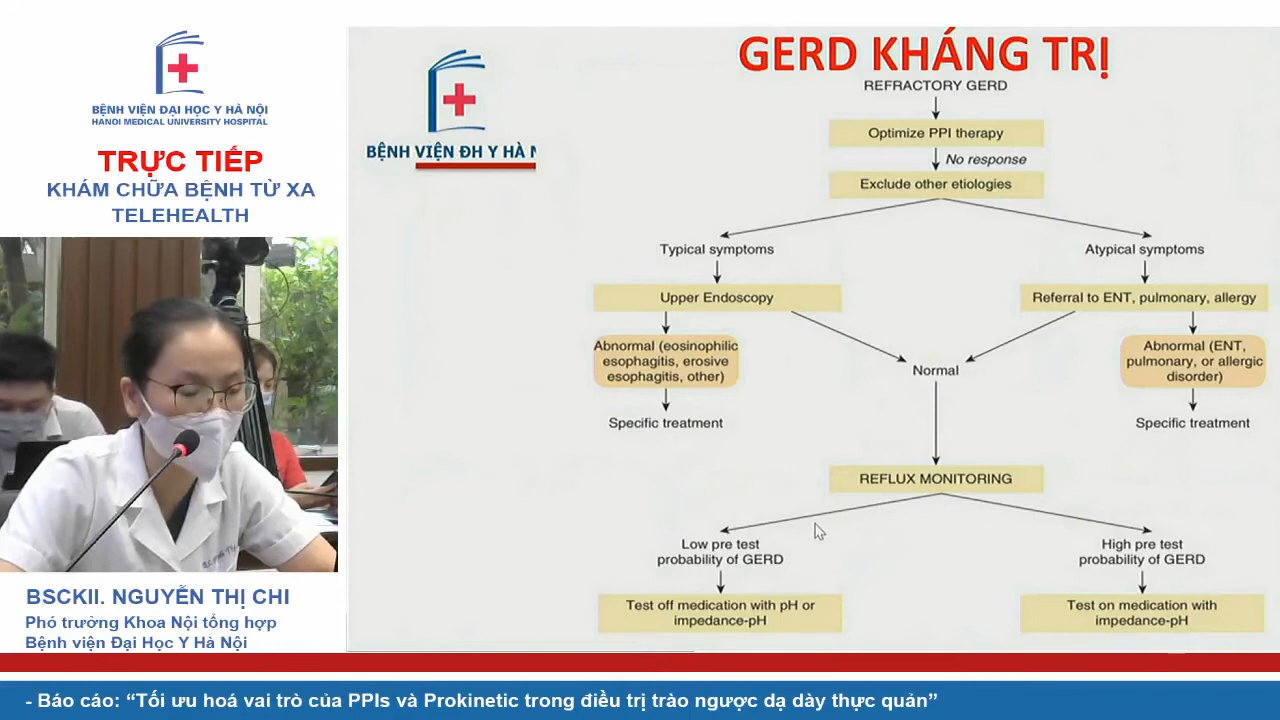 BỆNH VIỆN ĐẠI HỌC Y HÀ NỘI
HANOI MEDICAL UNIVERSITY HOSPITAL
TRỰC TIẾP
KHÁM CHỮA BỆNH TỪ XA
TELEHEALTH
BSCKII. NGUYỄN THỊ CHI
Phó trưởng Khoa Nội tổng hợp
Bệnh viện Đại Học Y Hà Nội
BỆNH VIỆN ĐH Y HÀ
GERD KHÁNG TRỊ
REFRACTORY GERD
Optimize PPI therapy
No response
Exclude other etiologies
Typical symptoms
Atypical symptoms
Upper Endoscopy
Referral to ENT, pulmonary, allergy
Abnormal (eosinophilic
esophagitis, erosive
esophagitis, other)
Normal
Abnormal (ENT,
pulmonary, or allergic
disorder)
Specific treatment
Specific treatment
REFLUX MONITORING
Low pre test
probability of GERD
High pre test
probability of GERD
Test off medication with pH or
impedance-pH
Test on medication with
impedance-pH
- Báo cáo: “Tối ưu hoá vai trò của PPIs và Prokinetic trong điều trị trào ngược dạ dày thực quản”